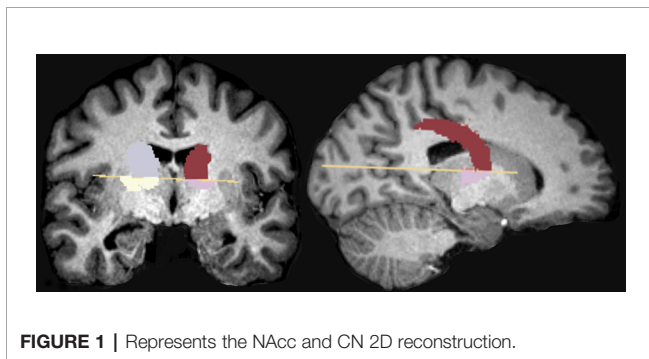 FIGURE 1 | Represents the NAcc and CN 2D reconstruction.